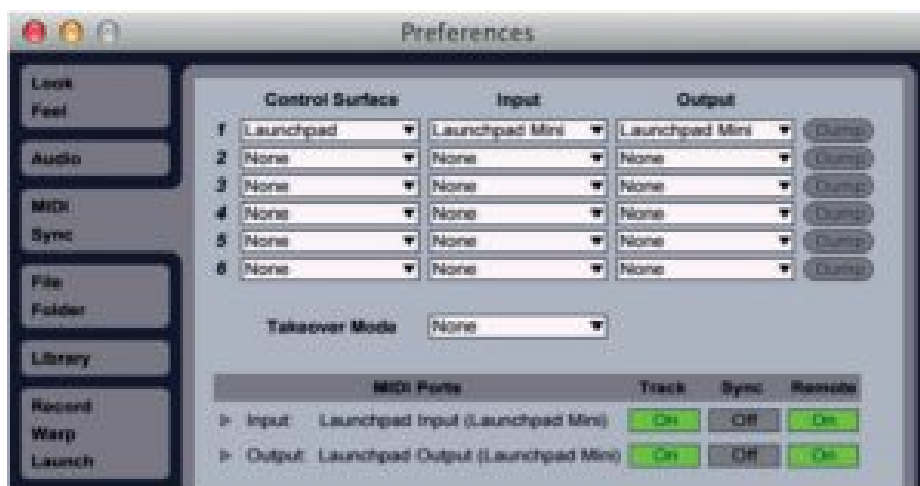 Preferences
Look
Feel
Audio
MIDI
Sync
File
Folder
Library
Record
Warp
Launch
Control Surface Input Output
1 Launchpad Launchpad Mini Launchpad Mini Dump
2 None None None Dump
3 None None None Dump
4 None None None Dump
5 None None None Dump
6 None None None Dump
Takeover Mode None
MIDI Ports Track Sync Remote
Input: Launchpad Input (Launchpad Mini) On Off On
Output: Launchpad Output (Launchpad Mini) On Off On